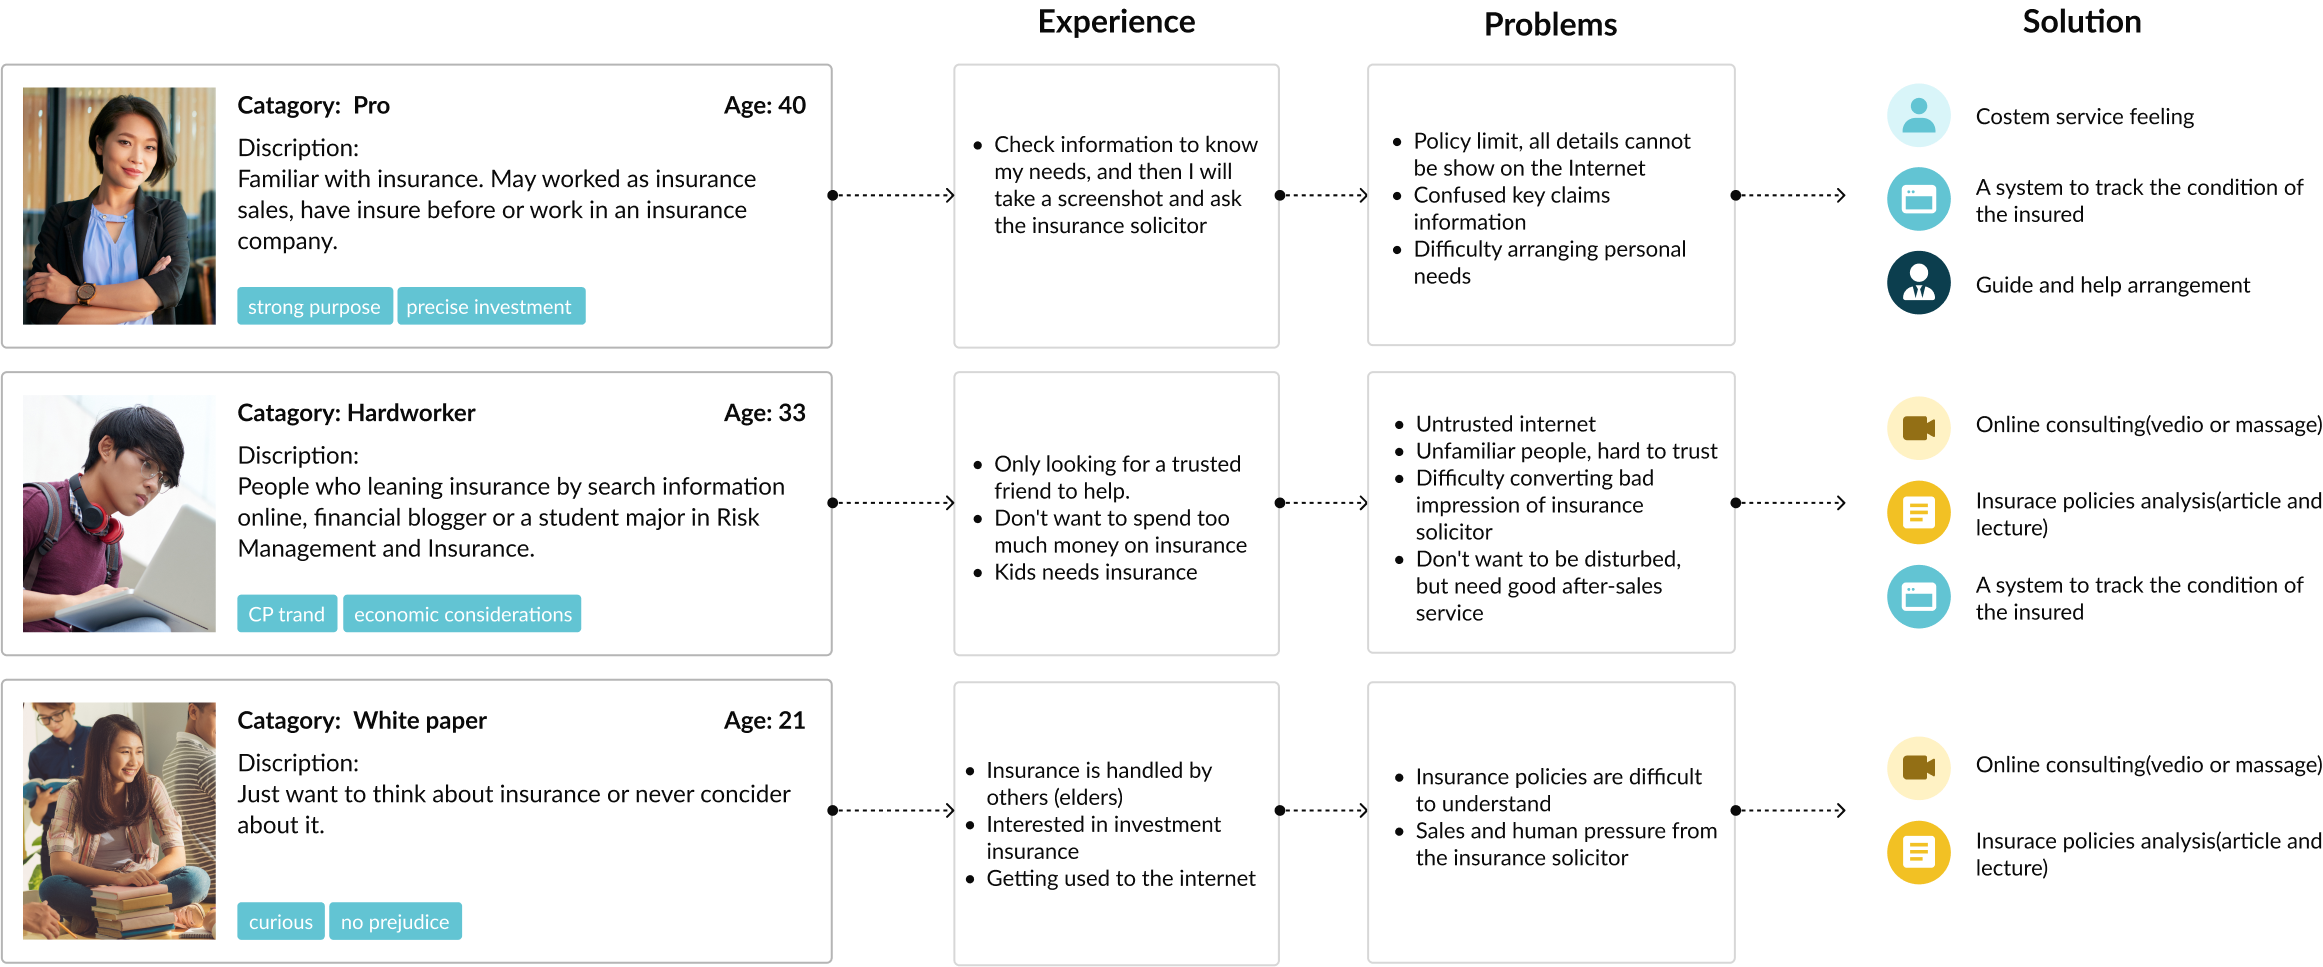 Experience
Problems
Solution
Catagory:  Pro
Age: 40
Discription:
Familiar with insurance. May worked as insurance
sales, have insure before or work in an insurance
company.
strong purpose
precise investment
Check information to know
my needs, and then I will
take a screenshot and ask
the insurance solicitor
Policy limit, all details cannot
be show on the Internet
Confused key claims
information
Difficulty arranging personal
needs
Costem service feeling
A system to track the condition of
the insured
Guide and help arrangement
Catagory: Hardworker
Age: 33
Discription:
People who leaning insurance by search information
online, financial blogger or a student major in Risk
Management and Insurance.
CP trand
economic considerations
Only looking for a trusted
friend to help.
Don't want to spend too
much money on insurance
Kids needs insurance
Untrusted internet
Unfamiliar people, hard to trust
Difficulty converting bad
impression of insurance
solicitor
Don't want to be disturbed,
but need good after-sales
service
Online consulting(vedio or massage)
Insurace policies analysis(article and
lecture)
A system to track the condition of
the insured
Catagory:  White paper
Age: 21
Discription:
Just want to think about insurance or never concider
about it.
curious
no prejudice
Insurance is handled by
others (elders)
Interested in investment
insurance
Getting used to the internet
Insurance policies are difficult
to understand
Sales and human pressure from
the insurance solicitor
Online consulting(vedio or massage)
Insurace policies analysis(article and
lecture)